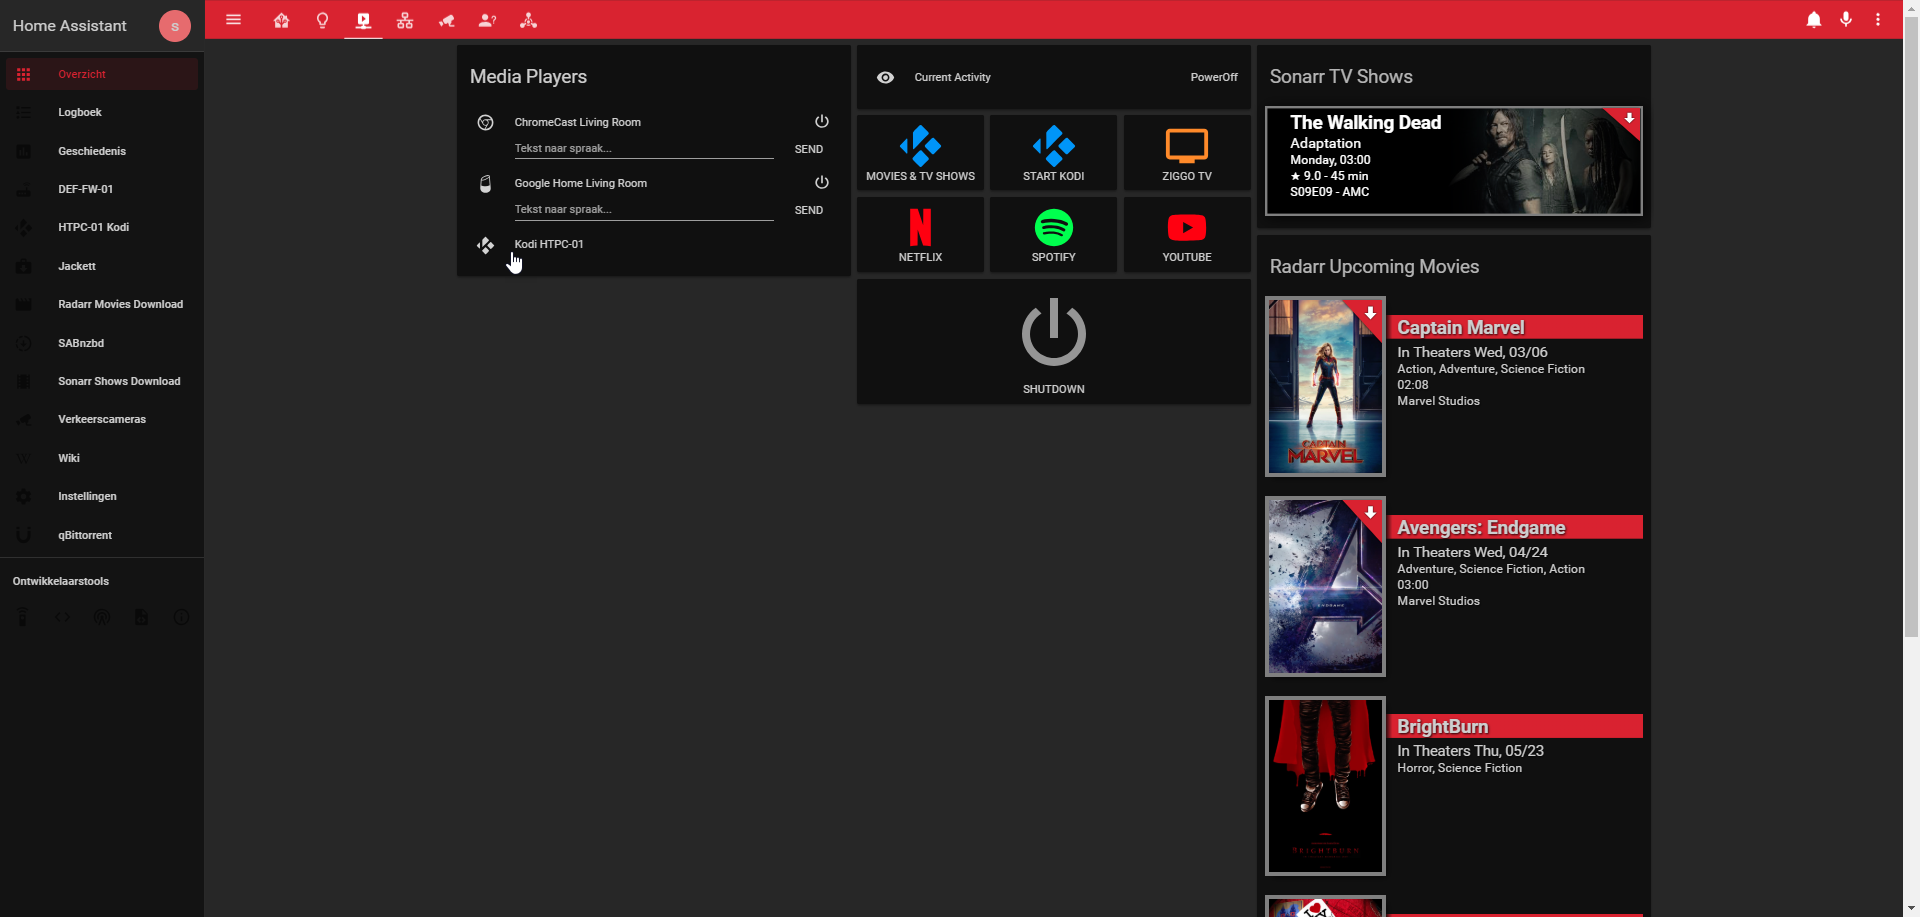 Home Assistant
s
Overzicht
Logboek
Geschiedenis
DEF-FW-01
HTPC-01 Kodi
Jackett
Radarr Movies Download
SABnzbd
Sonarr Shows Download
Verkeerscameras
Wiki
Instellingen
qBittorrent
Ontwikkelaarstools
Media Players
ChromeCast Living Room
Tekst naar spraak...
SEND
Google Home Living Room
Tekst naar spraak...
SEND
Kodi HTPC-01
Current Activity
PowerOff
MOVIES & TV SHOWS
START KODI
ZIGGO TV
NETFLIX
SPOTIFY
YOUTUBE
SHUTDOWN
Sonarr TV Shows
The Walking Dead
Adaptation
Monday, 03:00
★ 9.0 - 45 min
S09E09 - AMC
Radarr Upcoming Movies
CAPTAIN
MARVEL
Captain Marvel
In Theaters Wed, 03/06
Action, Adventure, Science Fiction
02:08
Marvel Studios
ENDGAME
Avengers: Endgame
In Theaters Wed, 04/24
Adventure, Science Fiction, Action
03:00
Marvel Studios
BRIGHTBURN
BrightBurn
In Theaters Thu, 05/23
Horror, Science Fiction